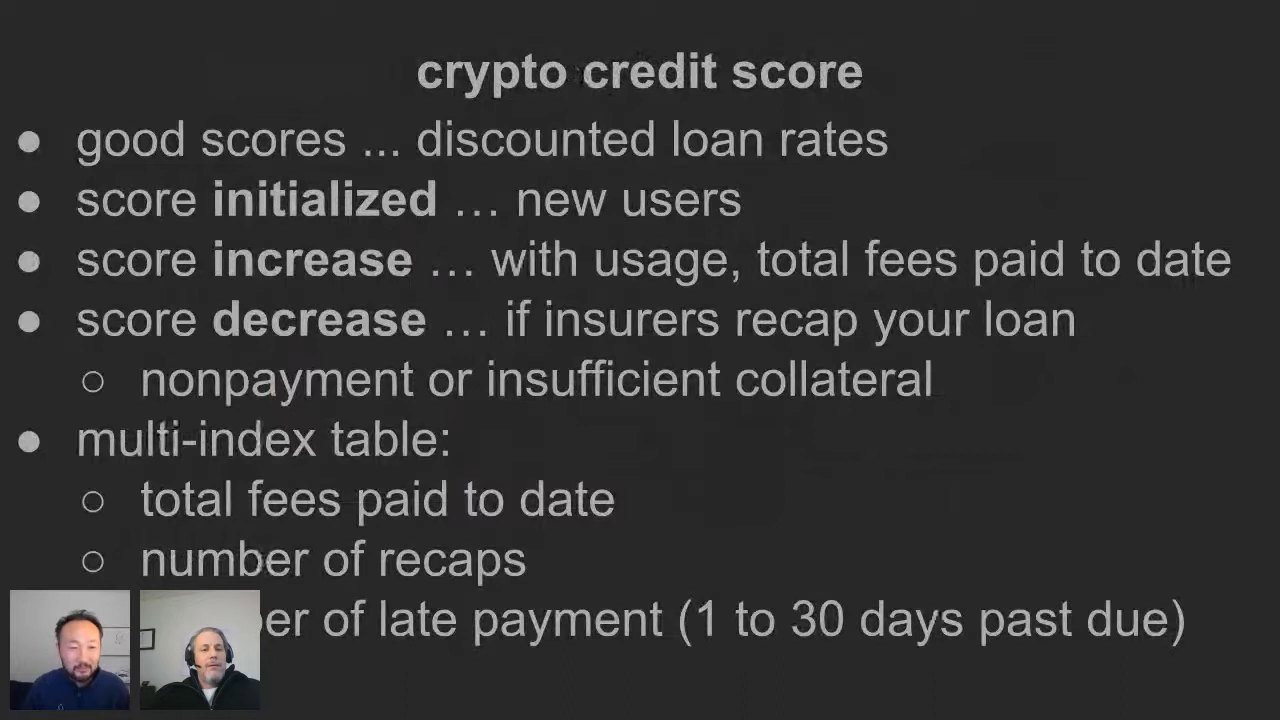 crypto credit score
● good scores ... discounted loan rates
● score initialized … new users
● score increase … with usage, total fees paid to date
● score decrease … if insurers recap your loan
○ nonpayment or insufficient collateral
● multi-index table:
○ total fees paid to date
○ number of recaps
of late payment (1 to 30 days past due)